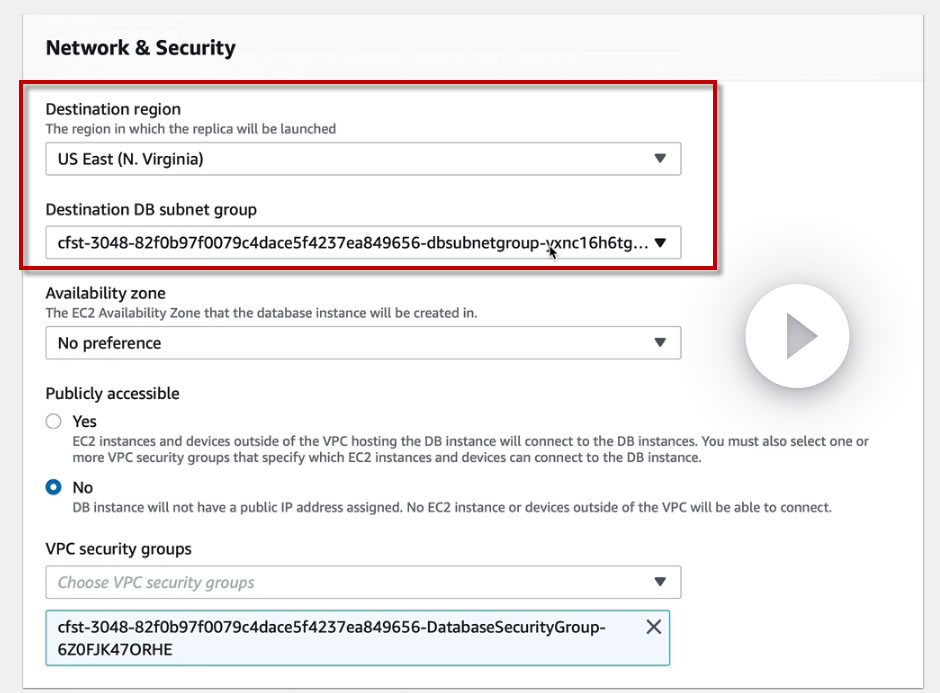 Network & Security
Destination region
The region in which the replica will be launched
US East (N. Virginia)
Destination DB subnet group
cfst-3048-82f0b97f0079c4dace5f4237ea849656-dbsubnetgroup-yxnc16h6tg...
Availability zone
The EC2 Availability Zone that the database instance will be created in.
No preference
Publicly accessible
Yes
EC2 instances and devices outside of the VPC hosting the DB instance will connect to the DB instances. You must also select one or
more VPC security groups that specify which EC2 instances and devices can connect to the DB instance.
No
DB instance will not have a public IP address assigned. No EC2 instance or devices outside of the VPC will be able to connect.
VPC security groups
Choose VPC security groups
cfst-3048-82f0b97f0079c4dace5f4237ea849656-DatabaseSecurityGroup-
6Z0FJK47ORHE